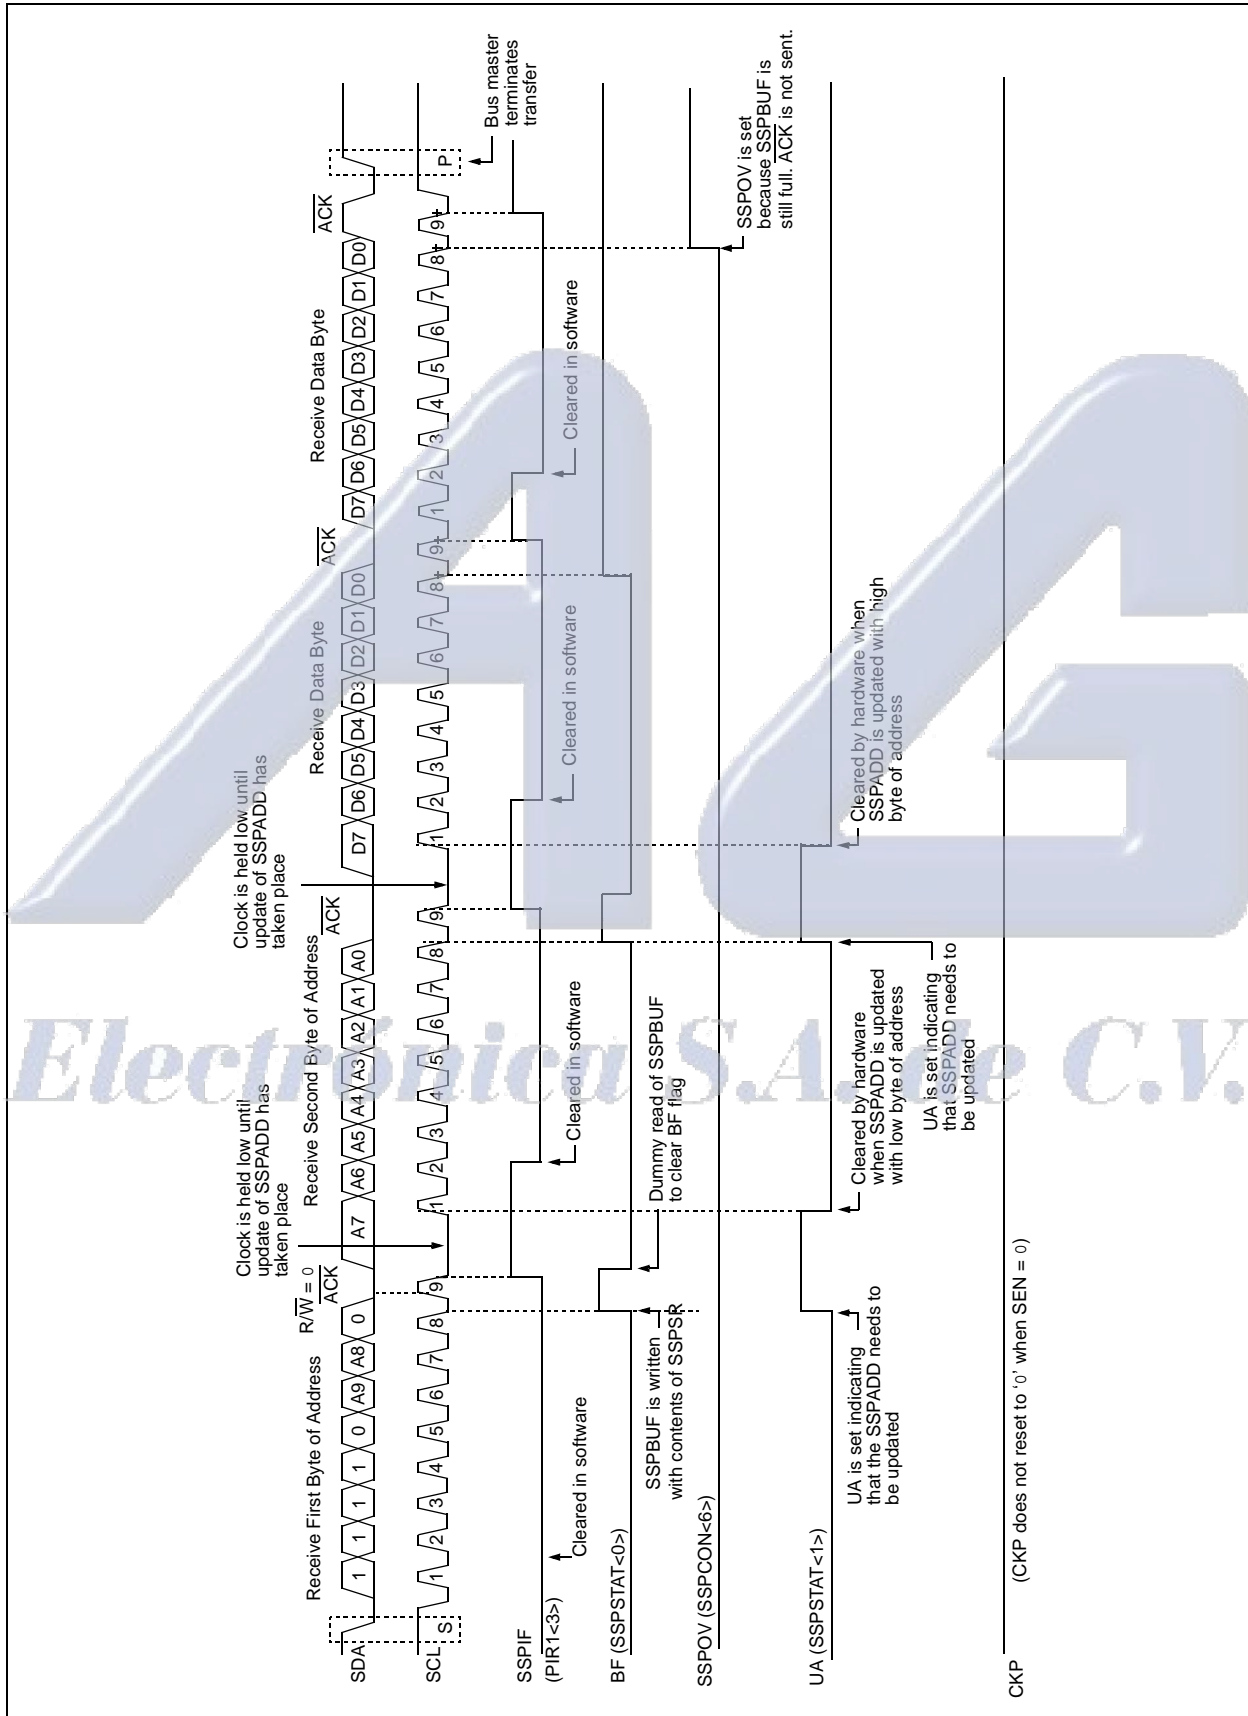 Receive First Byte of Address
R/W = 0
ACK
Clock is held low until
update of SSPADD has
taken place
Receive Second Byte of Address
ACK
Clock is held low until
update of SSPADD has
taken place
Receive Data Byte
ACK
Receive Data Byte
ACK
SDA
1 1 1 1 0 A9 A8 0 A7 A6 A5 A4 A3 A2 A1 A0 D7 D6 D5 D4 D3 D2 D1 D0 D7 D6 D5 D4 D3 D2 D1 D0
SCL
S 1 2 3 4 5 6 7 8 9 1 2 3 4 5 6 7 8 9 1 2 3 4 5 6 7 8 9 1 2 3 4 5 6 7 8 9 P
Bus master
terminates
transfer
SSPIF
(PIR1<3>)
Cleared in software
Cleared in software
Cleared in software
Cleared in software
BF (SSPSTAT<0>)
SSPBUF is written
with contents of SSPSR
Dummy read of SSPBUF
to clear BF flag
SSPOV (SSPCON<6>)
SSPOV is set
because SSPBUF is
still full. ACK is not sent.
UA (SSPSTAT<1>)
UA is set indicating
that the SSPADD needs to
be updated
Cleared by hardware
when SSPADD is updated
with low byte of address
UA is set indicating
that SSPADD needs to
be updated
Cleared by hardware when
SSPADD is updated with high
byte of address
CKP
(CKP does not reset to ‘0’ when SEN = 0)
AG
Electrónica S.A. de C.V.